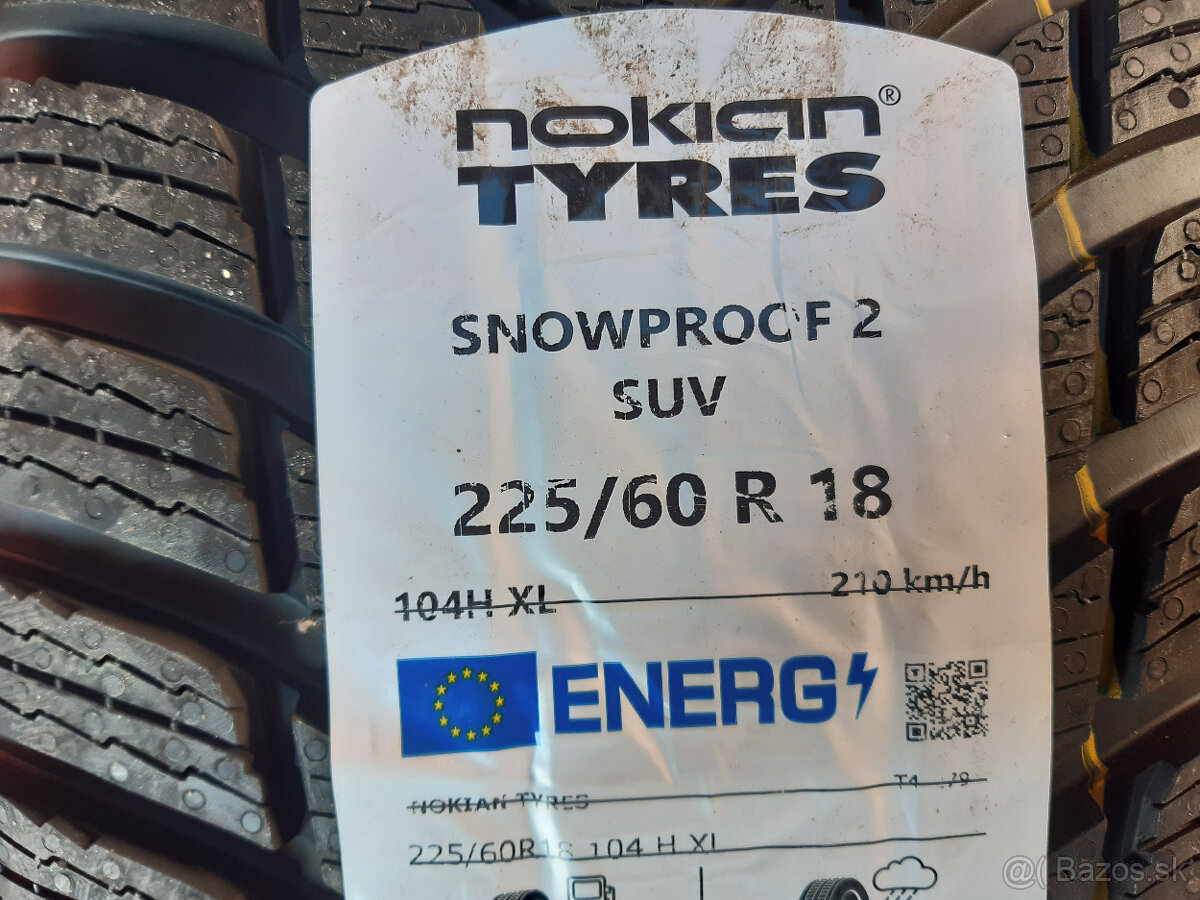 nokian®
TYRES
SNOWPROOF 2
SUV
225/60 R 18
104H XL 210 km/h
ENERG
NOKIAN TYRES
225/60R18 104 H XL
@( Bazos.sk